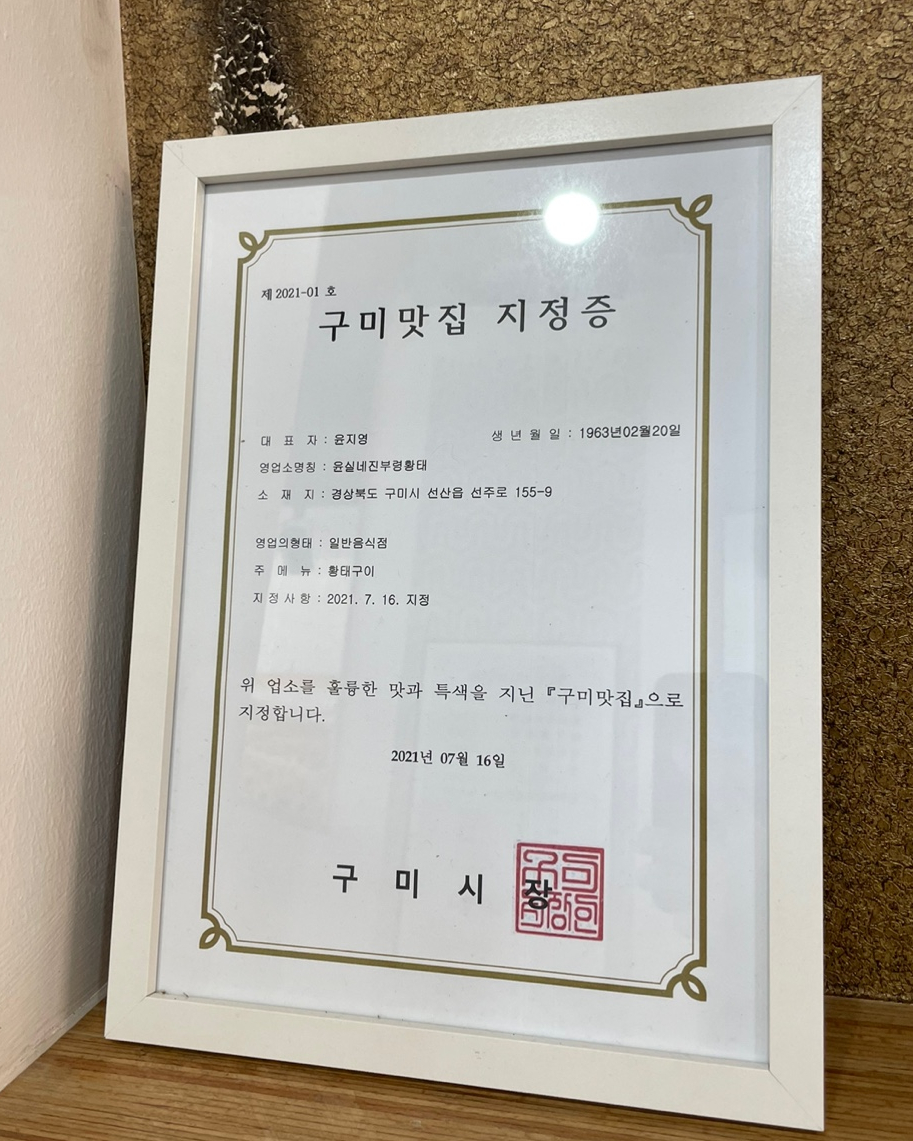 제 2021-01 호
구미맛집 지정증
대 표 자 : 윤지영 생 년 월 일 : 1963년02월20일
영업소명칭 : 윤실네진부령황태
소 재 지 : 경상북도 구미시 선산읍 선주로 155-9
영업의형태 : 일반음식점
주 메 뉴 : 황태구이
지정사항 : 2021. 7. 16. 지정
위 업소를 훌륭한 맛과 특색을 지닌 『구미맛집』으로
지정합니다.
2021년 07월 16일
구 미 시 장